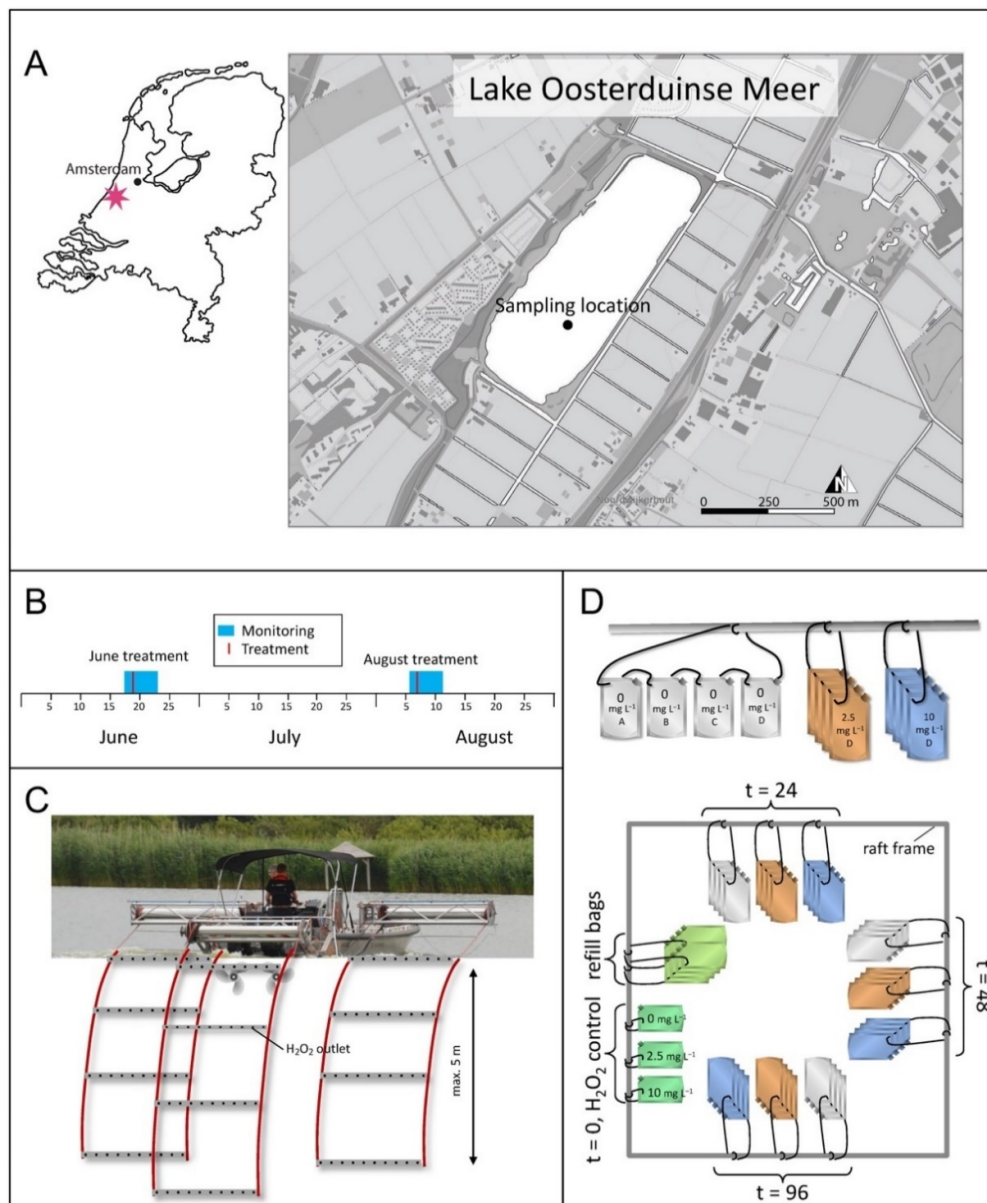 A
Amsterdam
Lake Oosterduinse Meer
Sampling location
N
0 250 500 m
B
Monitoring
Treatment
June treatment
August treatment
5 10 15 20 25 5 10 15 20 25 5 10 15 20 25
June July August
C
H₂O₂ outlet
max. 5 m
D
0 0 0 0
mg L⁻¹ mg L⁻¹ mg L⁻¹ mg L⁻¹
A B C D
2.5
mg L⁻¹
D
10
mg L⁻¹
D
t = 24
raft frame
refill bags
t = 48
t = 0, H₂O₂ control
0 mg L⁻¹
2.5 mg L⁻¹
10 mg L⁻¹
t = 96